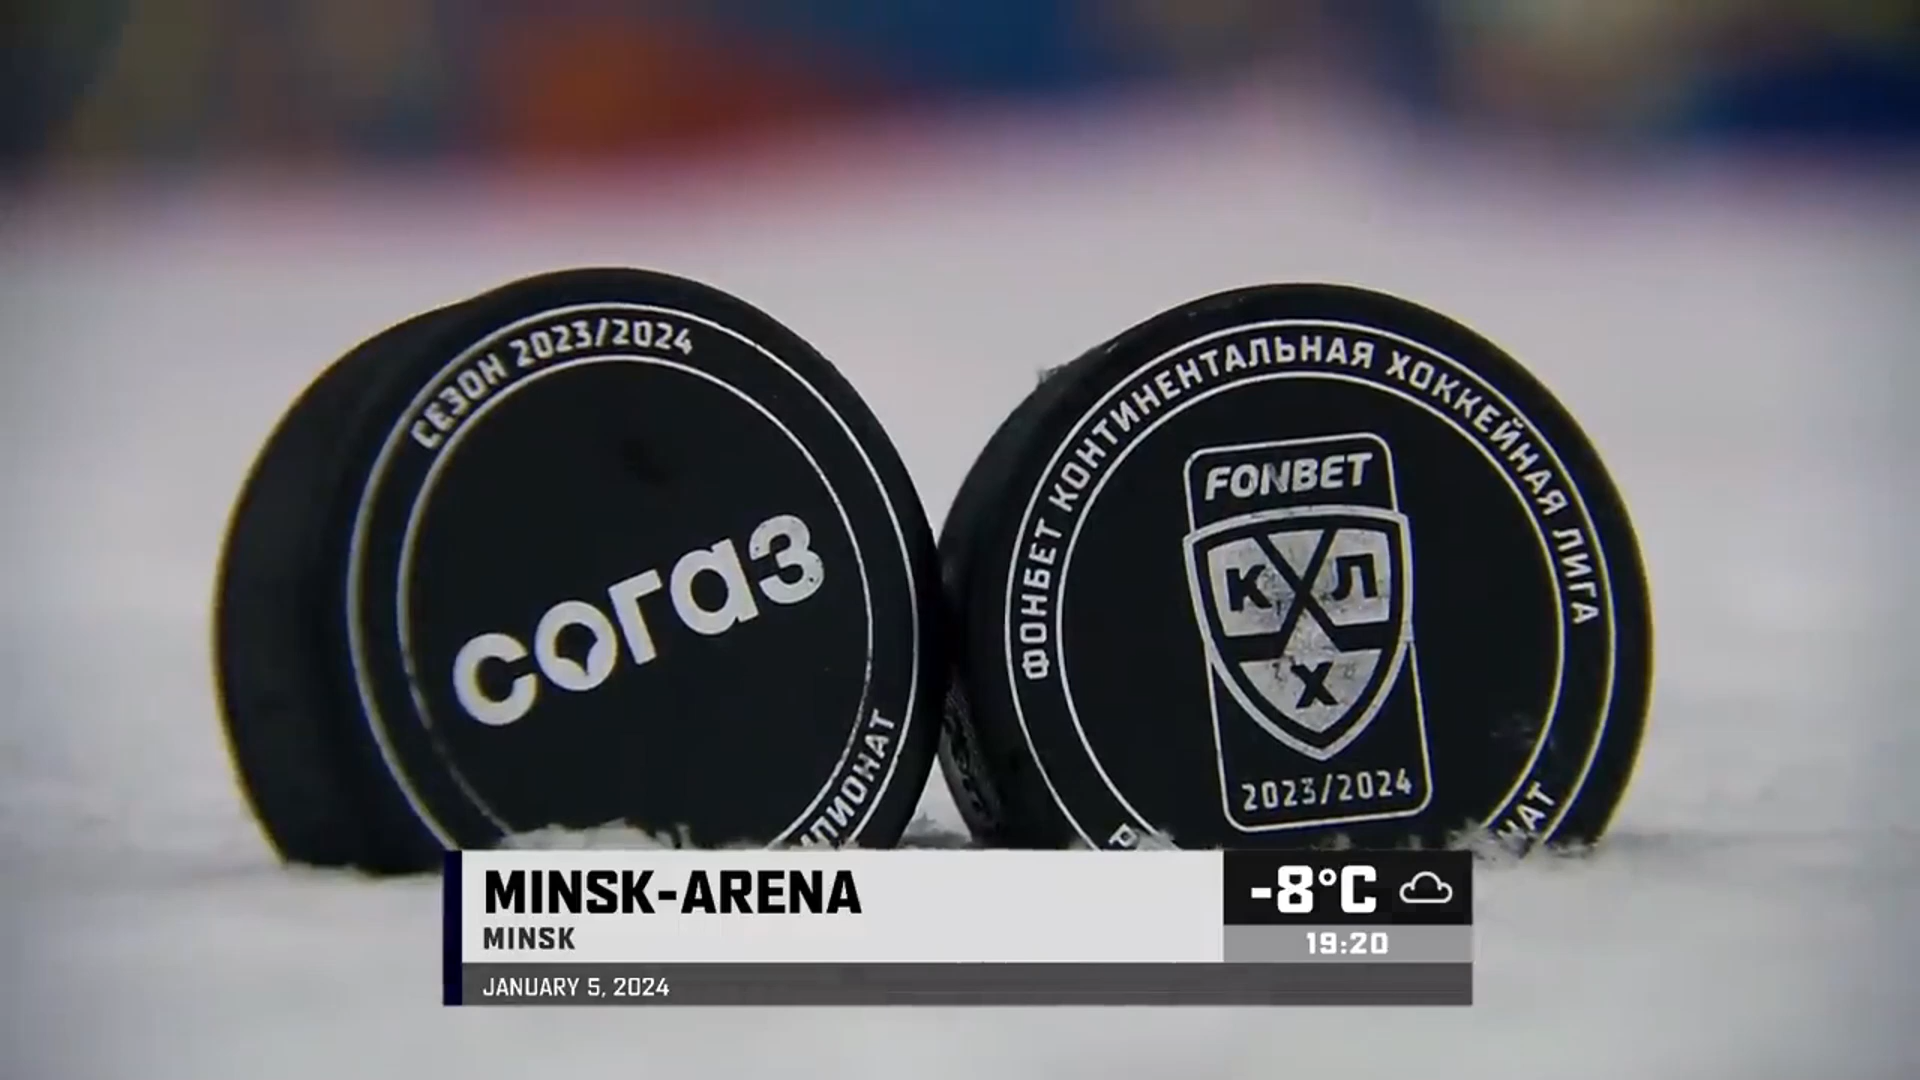 СЕЗОН 2023/2024
согаз
ФОНБЕТ КОНТИНЕНТАЛЬНАЯ ХОККЕЙНАЯ ЛИГА
FONBET
К Л
Х
2023/2024
MINSK-ARENA
MINSK
-8°C
19:20
JANUARY 5, 2024